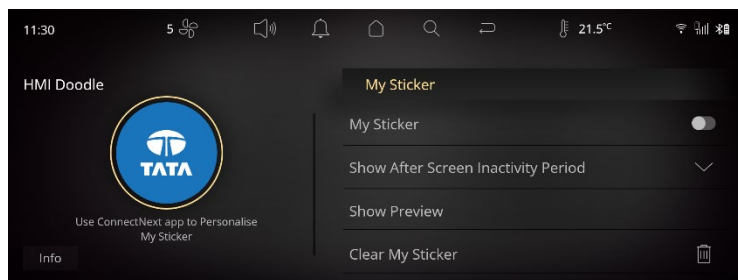 11:30
5
21.5°C
HMI Doodle
TATA
Use ConnectNext app to Personalise
My Sticker
Info
My Sticker
My Sticker
Show After Screen Inactivity Period
Show Preview
Clear My Sticker